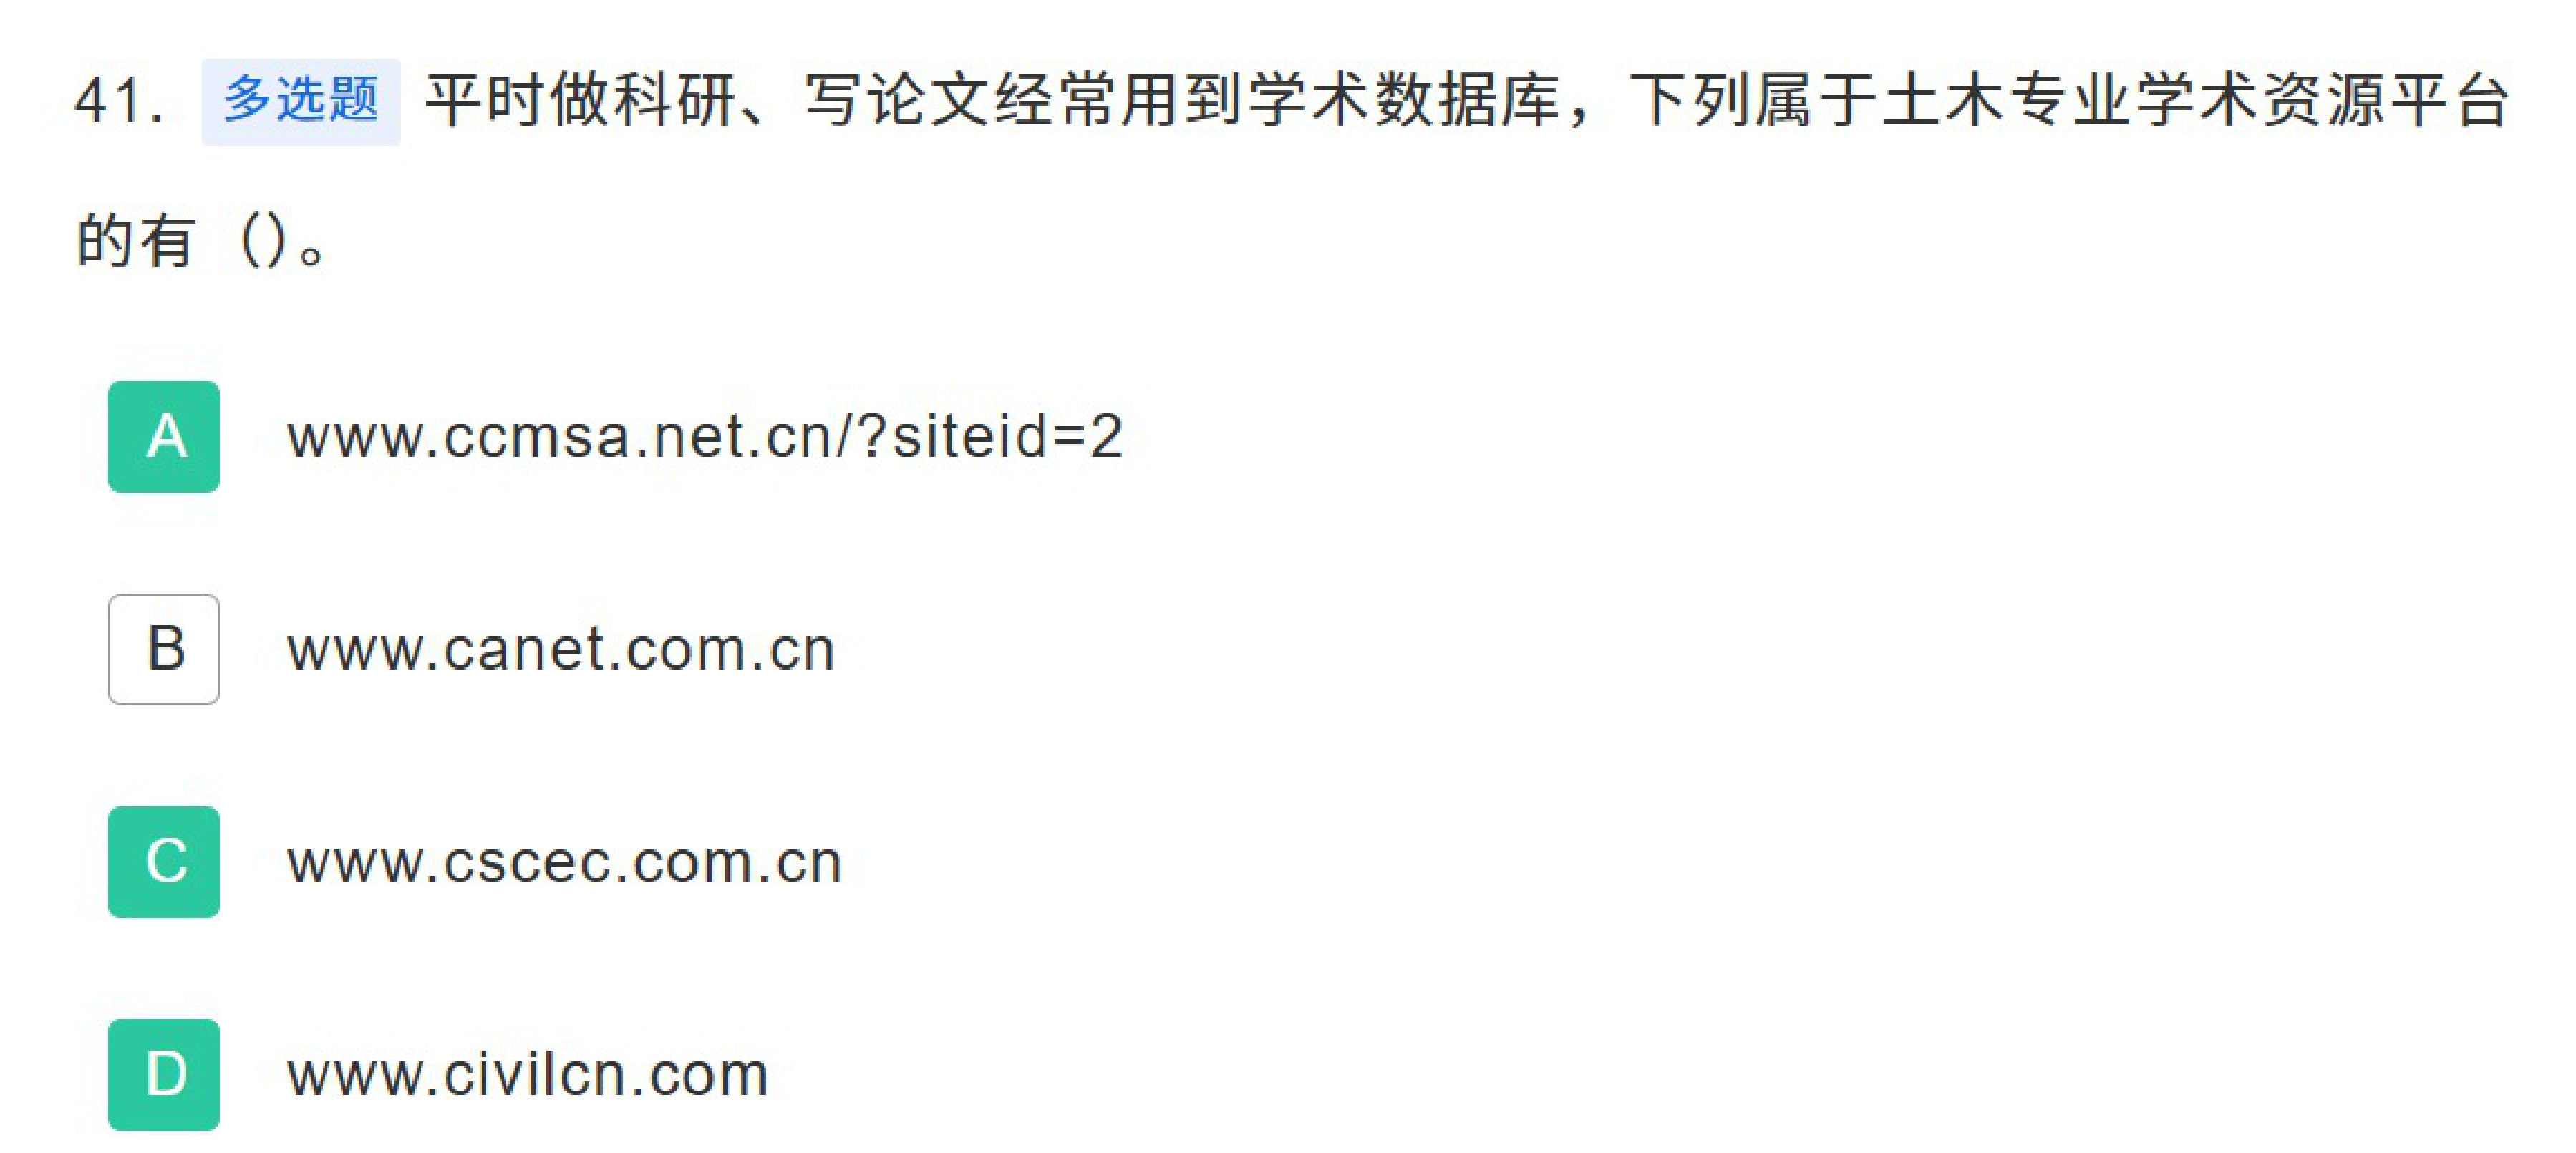 41. 多选题 平时做科研、写论文经常用到学术数据库，下列属于土木专业学术资源平台
的有（）。
A www.ccmsa.net.cn/?siteid=2
B www.canet.com.cn
C www.cscec.com.cn
D www.civilcn.com